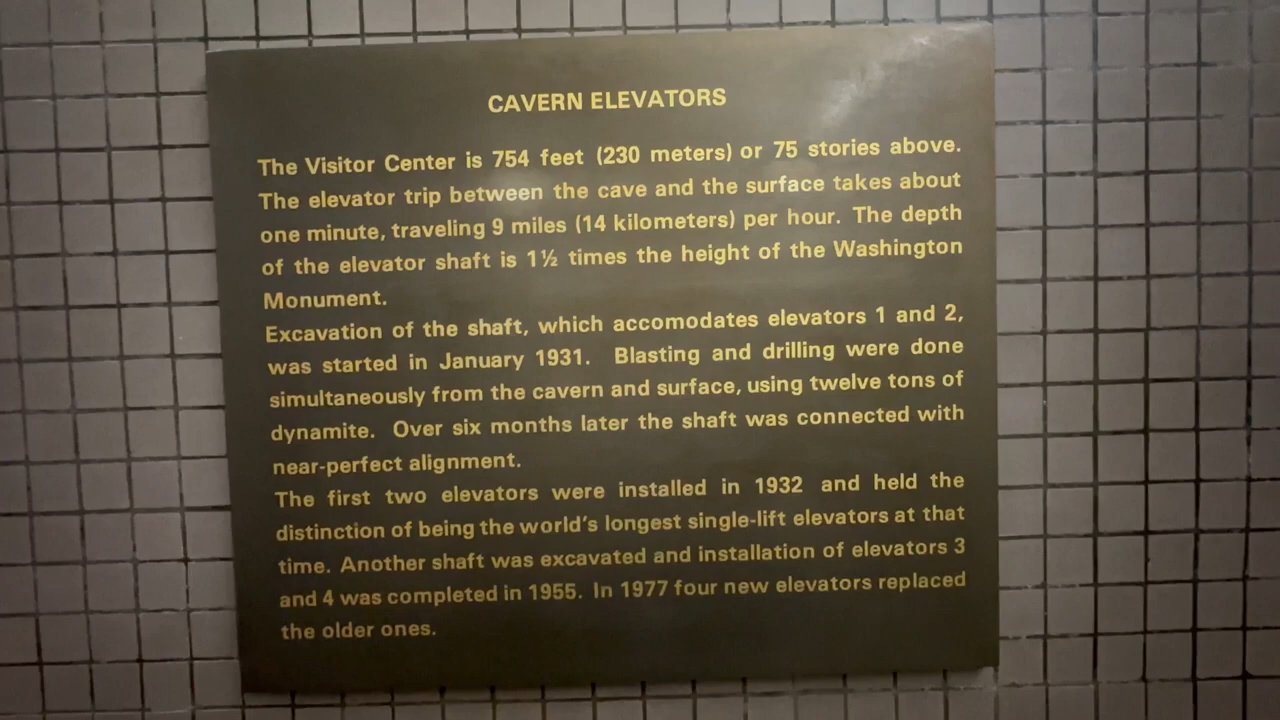 CAVERN ELEVATORS
The Visitor Center is 754 feet (230 meters) or 75 stories above.
The elevator trip between the cave and the surface takes about
one minute, traveling 9 miles (14 kilometers) per hour. The depth
of the elevator shaft is 1½ times the height of the Washington
Monument.
Excavation of the shaft, which accomodates elevators 1 and 2,
was started in January 1931. Blasting and drilling were done
simultaneously from the cavern and surface, using twelve tons of
dynamite. Over six months later the shaft was connected with
near-perfect alignment.
The first two elevators were installed in 1932 and held the
distinction of being the world's longest single-lift elevators at that
time. Another shaft was excavated and installation of elevators 3
and 4 was completed in 1955. In 1977 four new elevators replaced
the older ones.